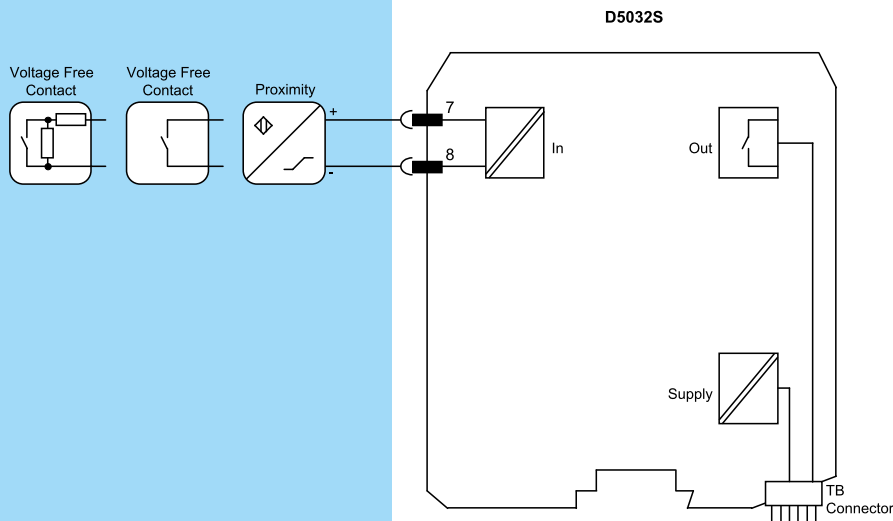 D5032S
Voltage Free
Contact
Voltage Free
Contact
Proximity
+
-
7
8
In
Out
Supply
TB
Connector